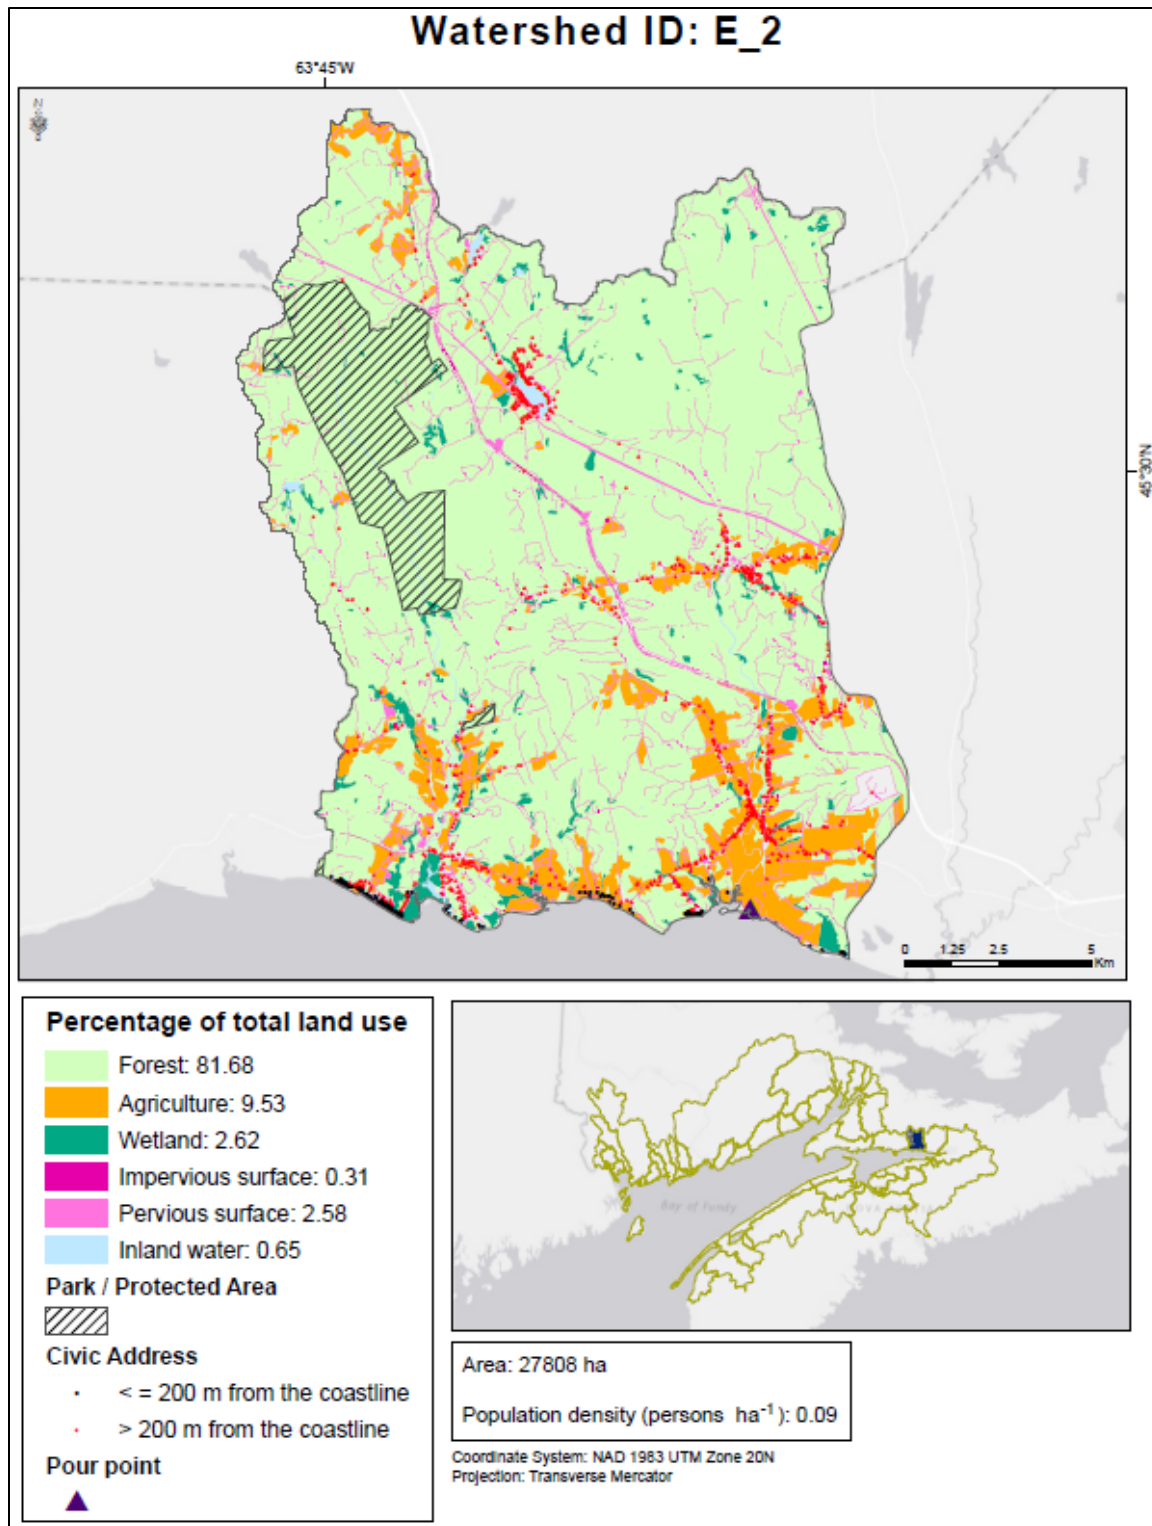 Watershed ID: E_2
63°45'W
N
45°30'N
0 1.25 2.5 5
Km
Percentage of total land use
Forest: 81.68
Agriculture: 9.53
Wetland: 2.62
Impervious surface: 0.31
Pervious surface: 2.58
Inland water: 0.65
Park / Protected Area
Civic Address
< = 200 m from the coastline
> 200 m from the coastline
Pour point
Bay of Fundy
Area: 27808 ha
Population density (persons ha⁻¹): 0.09
Coordinate System: NAD 1983 UTM Zone 20N
Projection: Transverse Mercator